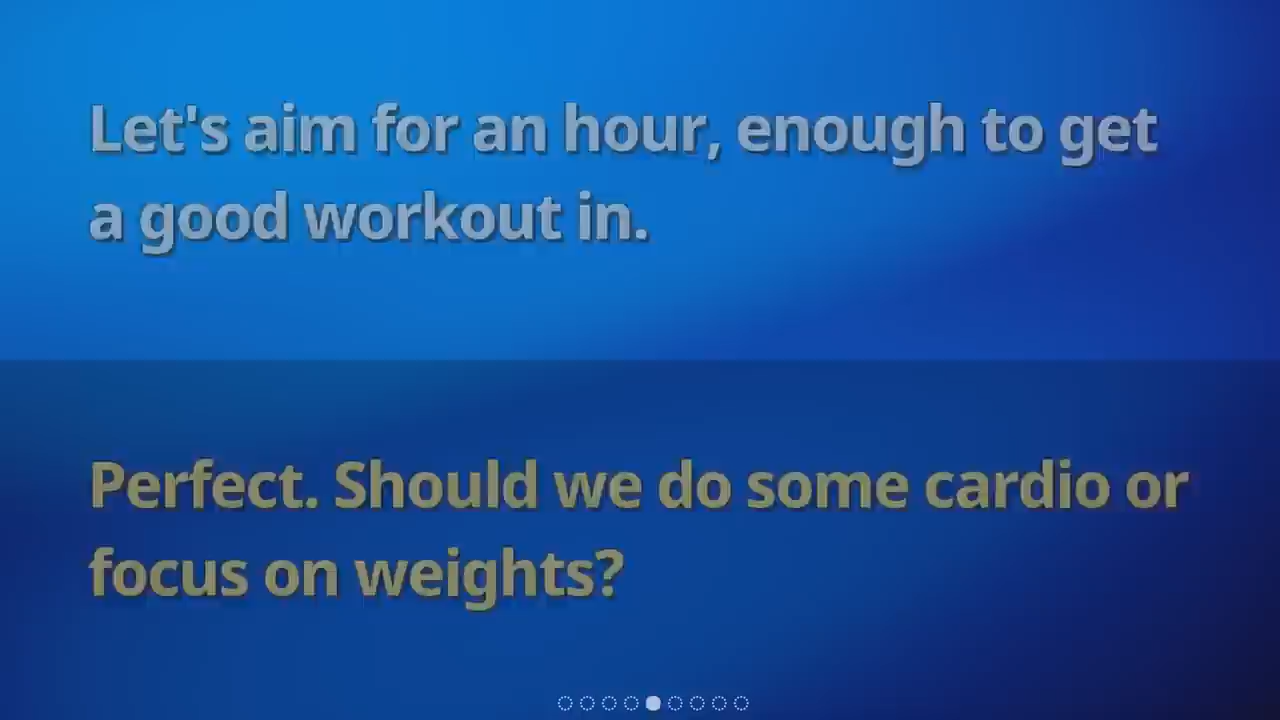 Let's aim for an hour, enough to get
a good workout in.
Perfect. Should we do some cardio or
focus on weights?